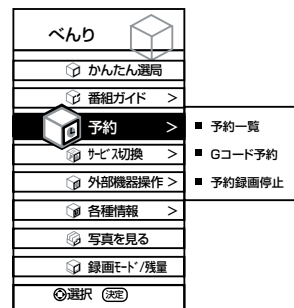 べんり
かんたん選局
番組ガイド >
予約 >
サービス切換 >
外部機器操作 >
各種情報 >
写真を見る
録画モード/残量
選択 決定
■ 予約一覧
■ Gコード予約
■ 予約録画停止